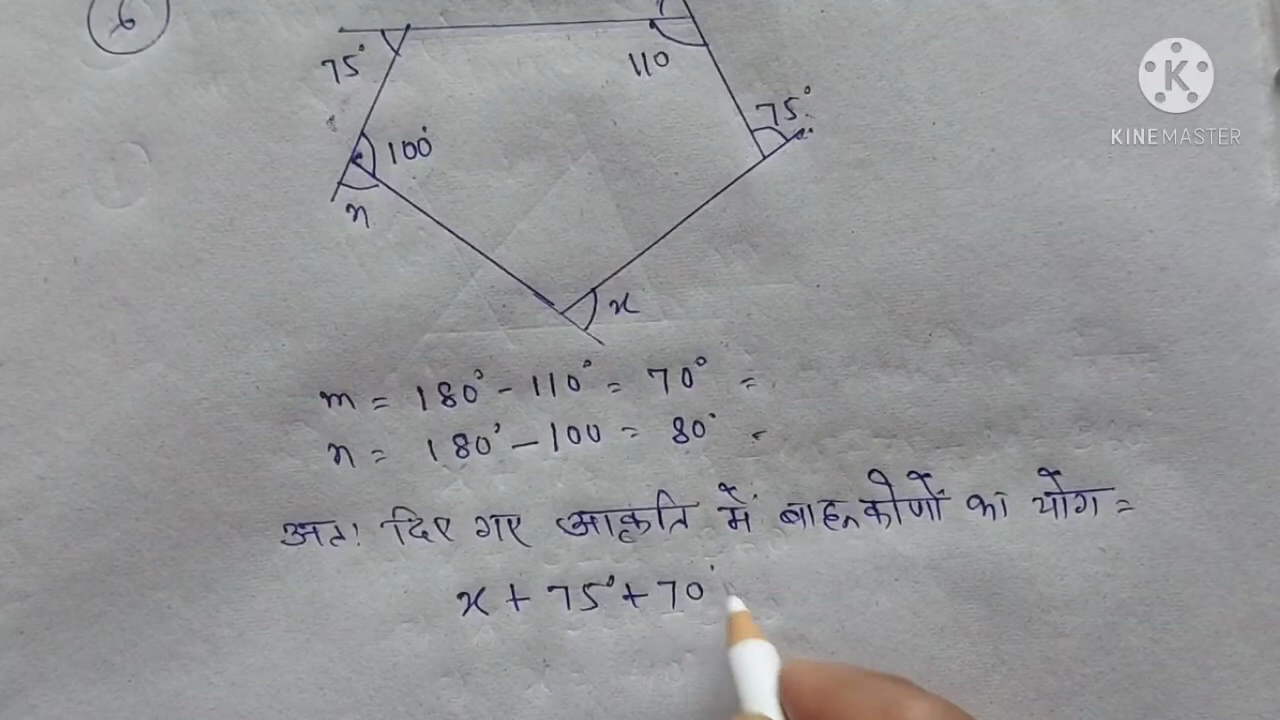 6
75°
110
75°
KINEMASTER
100°
n
x
m = 180° - 110° = 70° =
n = 180° - 100 = 80° =
अतः दिए गए आकृति में बाह्य कोणों का योग =
x + 75° + 70°